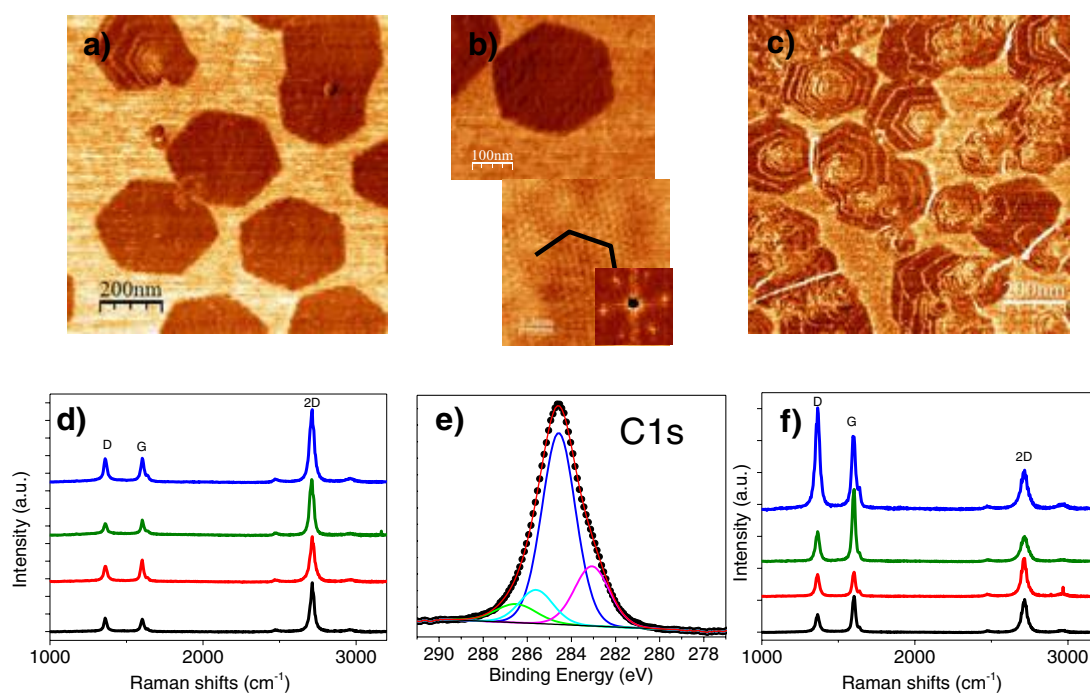 a)
200nm
b)
100nm
c)
200nm
d)
D
G
2D
Intensity (a.u.)
1000 2000 3000
Raman shifts (cm⁻¹)
e)
C1s
290 288 286 284 282 280 278
Binding Energy (eV)
f)
D
G
2D
Intensity (a.u.)
1000 2000 3000
Raman shifts (cm⁻¹)